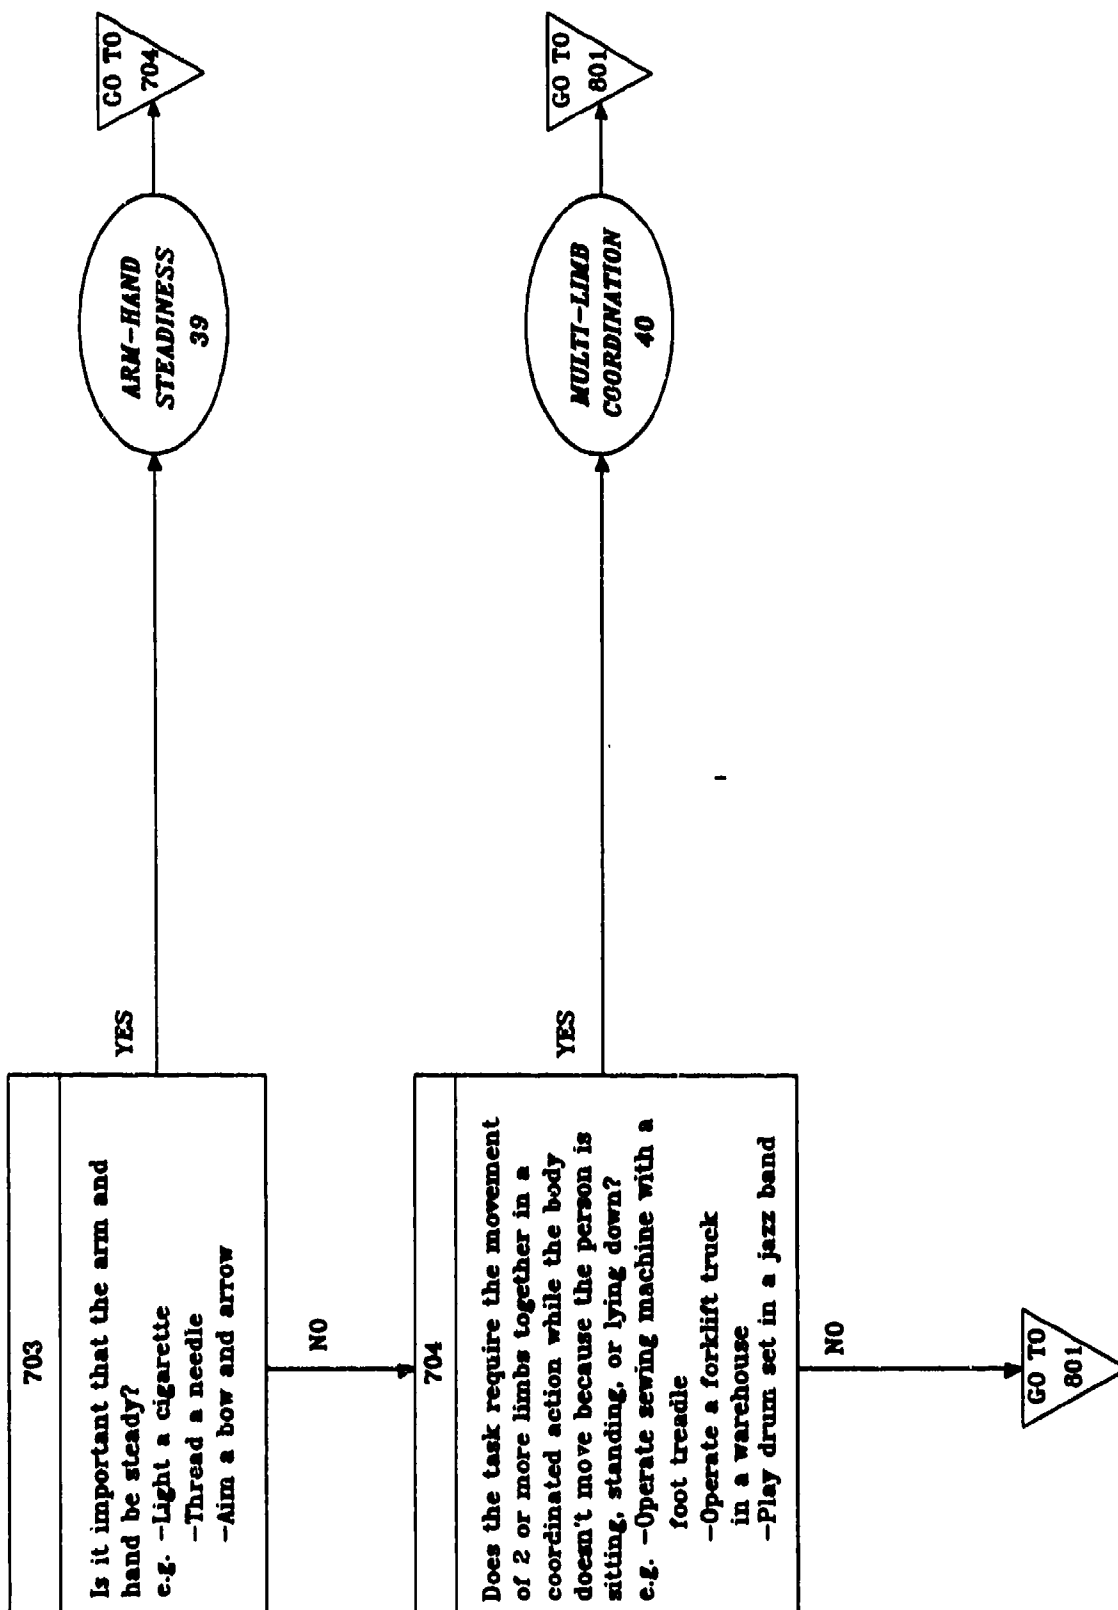 703
Is it important that the arm and
hand be steady?
e.g. -Light a cigarette
-Thread a needle
-Aim a bow and arrow
YES
ARM-HAND
STEADINESS
39
GO TO
704
NO
704
Does the task require the movement
of 2 or more limbs together in a
coordinated action while the body
doesn't move because the person is
sitting, standing, or lying down?
e.g. -Operate sewing machine with a
foot treadle
-Operate a forklift truck
in a warehouse
-Play drum set in a jazz band
YES
MULTI-LIMB
COORDINATION
40
GO TO
801
NO
GO TO
801